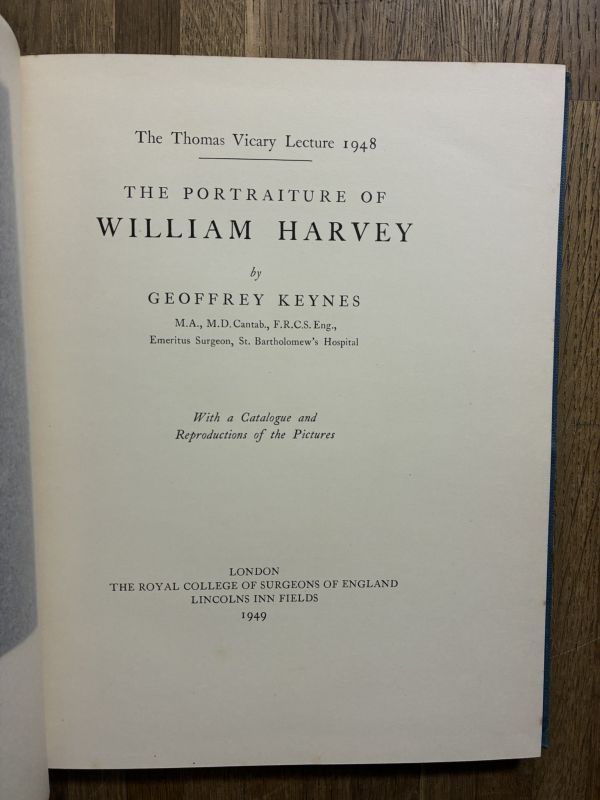 The Thomas Vicary Lecture 1948
THE PORTRAITURE OF
WILLIAM HARVEY
by
GEOFFREY KEYNES
M.A., M.D.Cantab., F.R.C.S.Eng.,
Emeritus Surgeon, St. Bartholomew's Hospital
With a Catalogue and
Reproductions of the Pictures
LONDON
THE ROYAL COLLEGE OF SURGEONS OF ENGLAND
LINCOLNS INN FIELDS
1949